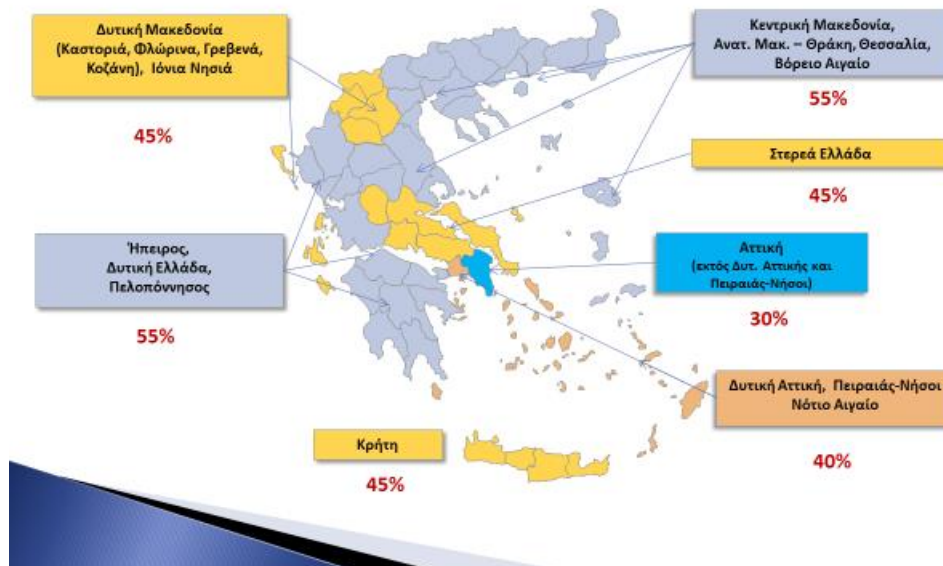 Δυτική Μακεδονία
(Καστοριά, Φλώρινα, Γρεβενά,
Κοζάνη), Ιόνια Νησιά
45%
Κεντρική Μακεδονία,
Ανατ. Μακ. – Θράκη, Θεσσαλία,
Βόρειο Αιγαίο
55%
Στερεά Ελλάδα
45%
Ήπειρος,
Δυτική Ελλάδα,
Πελοπόννησος
55%
Αττική
(εκτός Δυτ. Αττικής και
Πειραιάς-Νήσοι)
30%
Δυτική Αττική, Πειραιάς-Νήσοι
Νότιο Αιγαίο
40%
Κρήτη
45%